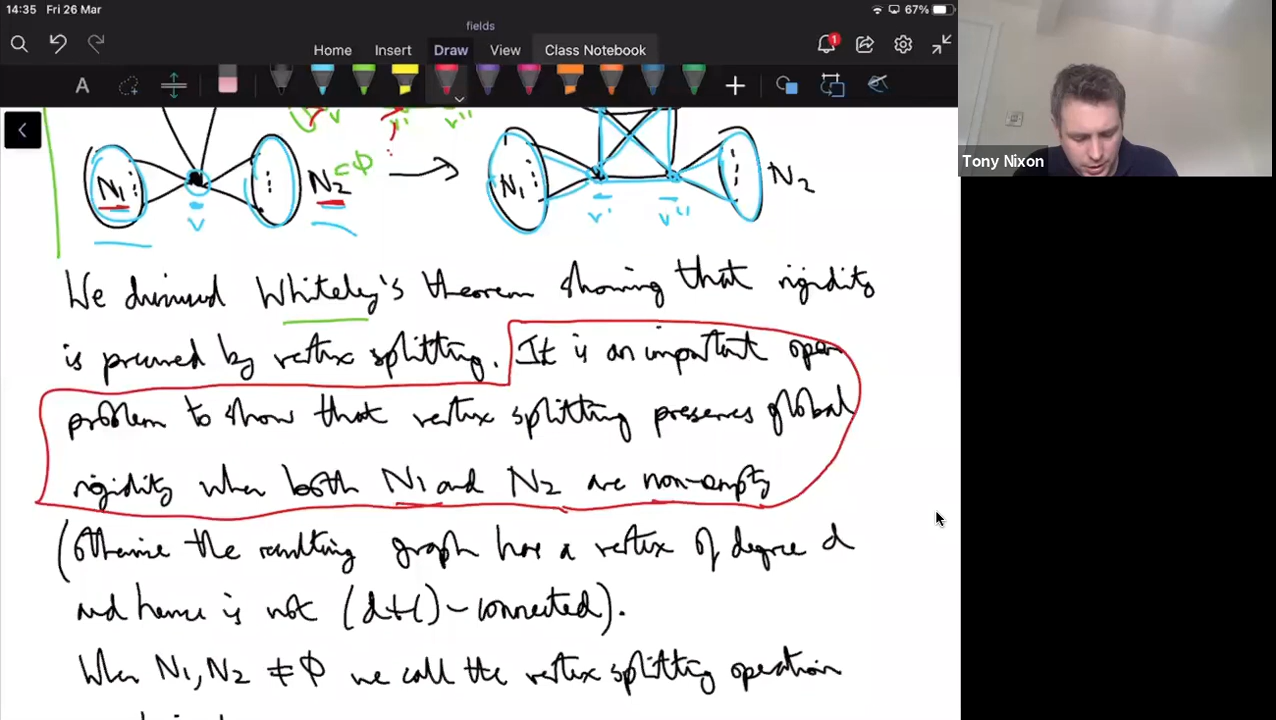 14:35 Fri 26 Mar
67%
fields
Home Insert Draw View Class Notebook
1
A
Tony Nixon
N1 v N2 = ∅ → N1 v' v'' N2
We discussed Whiteley's theorem showing that rigidity
is preserved by vertex splitting. It is an important open
problem to show that vertex splitting preserves global
rigidity when both N1 and N2 are non-empty
(otherwise the resulting graph has a vertex of degree d
and hence is not (d+1)-connected).
When N1, N2 ≠ ∅ we call the vertex splitting operation